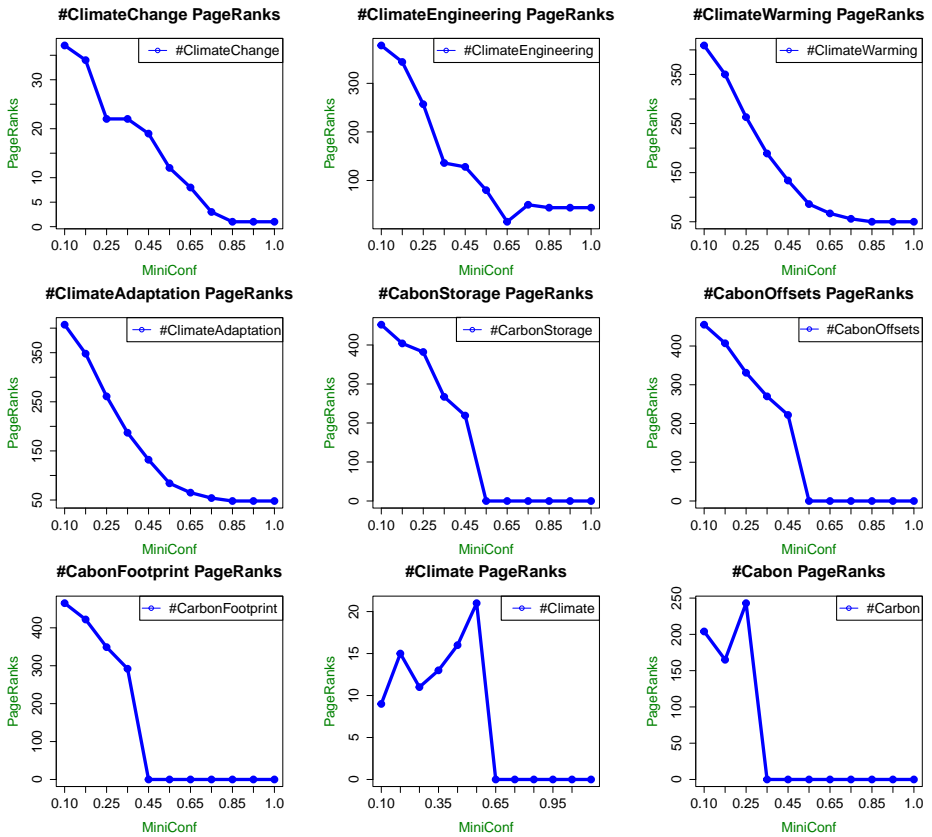 #ClimateChange PageRanks
#ClimateChange
PageRanks
0 5 10 20 30
0.10 0.25 0.45 0.65 0.85 1.0
MiniConf
#ClimateEngineering PageRanks
#ClimateEngineering
PageRanks
100 200 300
0.10 0.25 0.45 0.65 0.85 1.0
MiniConf
#ClimateWarming PageRanks
#ClimateWarming
PageRanks
50 150 250 350
0.10 0.25 0.45 0.65 0.85 1.0
MiniConf
#ClimateAdaptation PageRanks
#ClimateAdaptation
PageRanks
50 150 250 350
0.10 0.25 0.45 0.65 0.85 1.0
MiniConf
#CabonStorage PageRanks
#CarbonStorage
PageRanks
0 100 200 300 400
0.10 0.25 0.45 0.65 0.85 1.0
MiniConf
#CabonOffsets PageRanks
#CabonOffsets
PageRanks
0 100 200 300 400
0.10 0.25 0.45 0.65 0.85 1.0
MiniConf
#CabonFootprint PageRanks
#CarbonFootprint
PageRanks
0 100 200 300 400
0.10 0.25 0.45 0.65 0.85 1.0
MiniConf
#Climate PageRanks
#Climate
PageRanks
0 5 10 15 20
0.10 0.35 0.65 0.95
MiniConf
#Cabon PageRanks
#Carbon
PageRanks
0 50 100 150 200 250
0.10 0.25 0.45 0.65 0.85 1.0
MiniConf